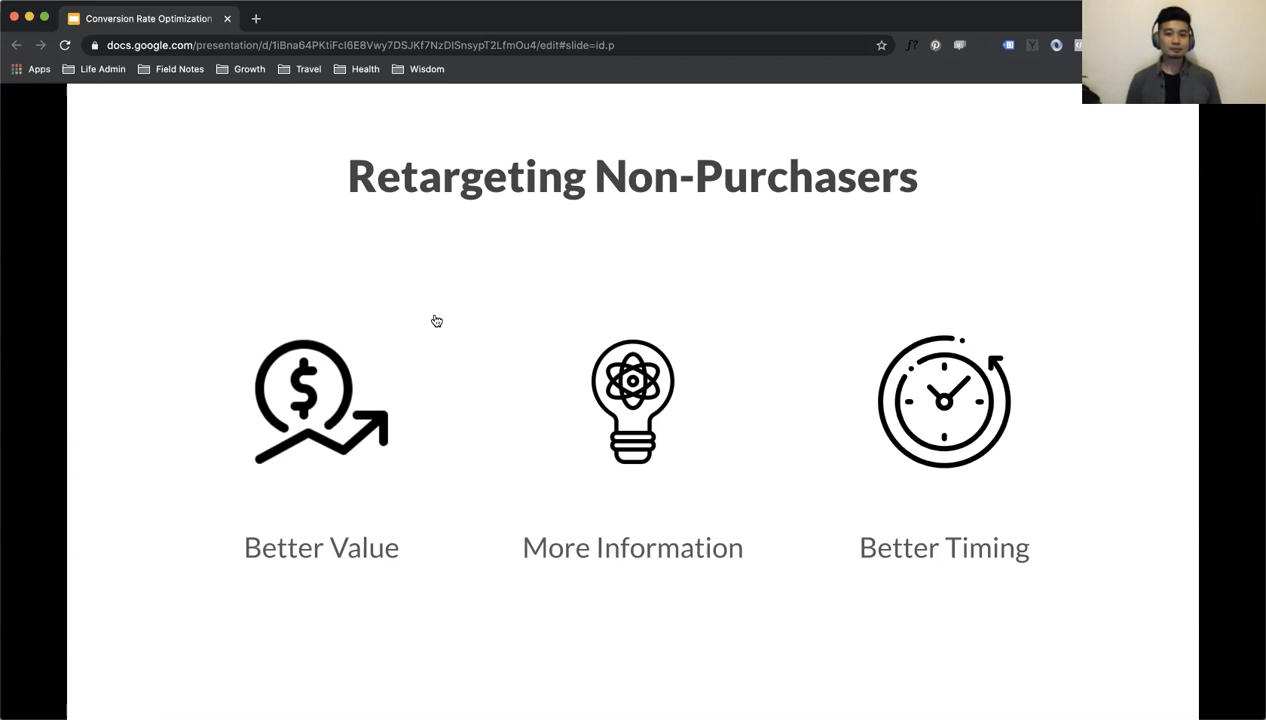 Conversion Rate Optimization
docs.google.com/presentation/d/1iBna64PKtiFcI6E8Vwy7DSJKf7NzDISnsypT2LfmOu4/edit#slide=id.p
f?
Apps Life Admin Field Notes Growth Travel Health Wisdom
Retargeting Non-Purchasers
$
Better Value More Information Better Timing